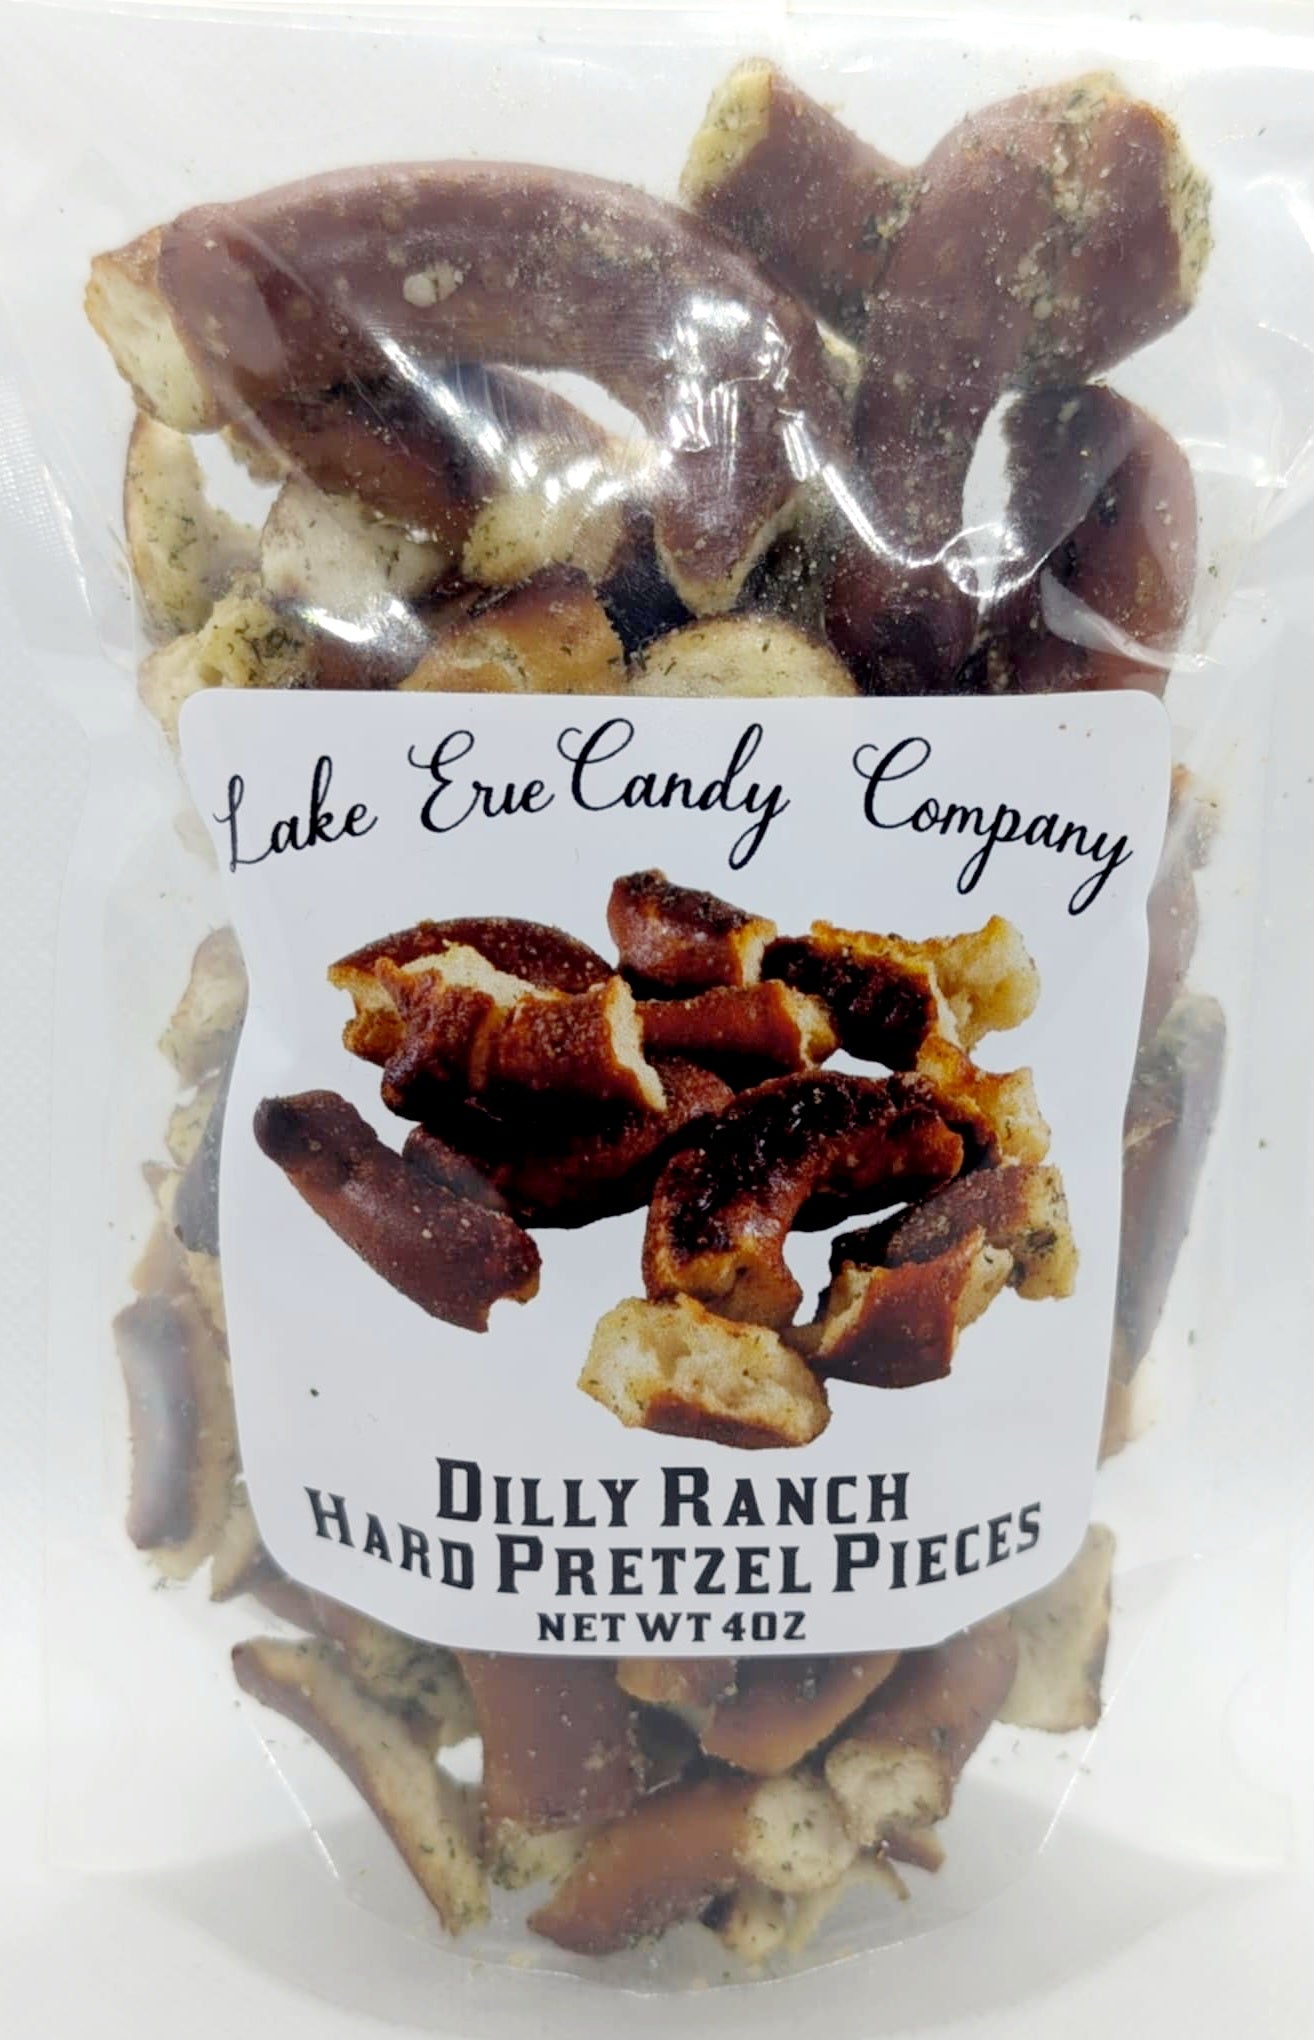 Lake Erie Candy Company
DILLY RANCH
HARD PRETZEL PIECES
NET WT 4OZ